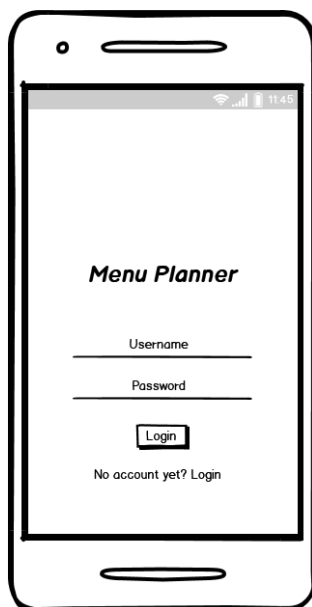 11:45
Menu Planner
Username
Password
Login
No account yet? Login